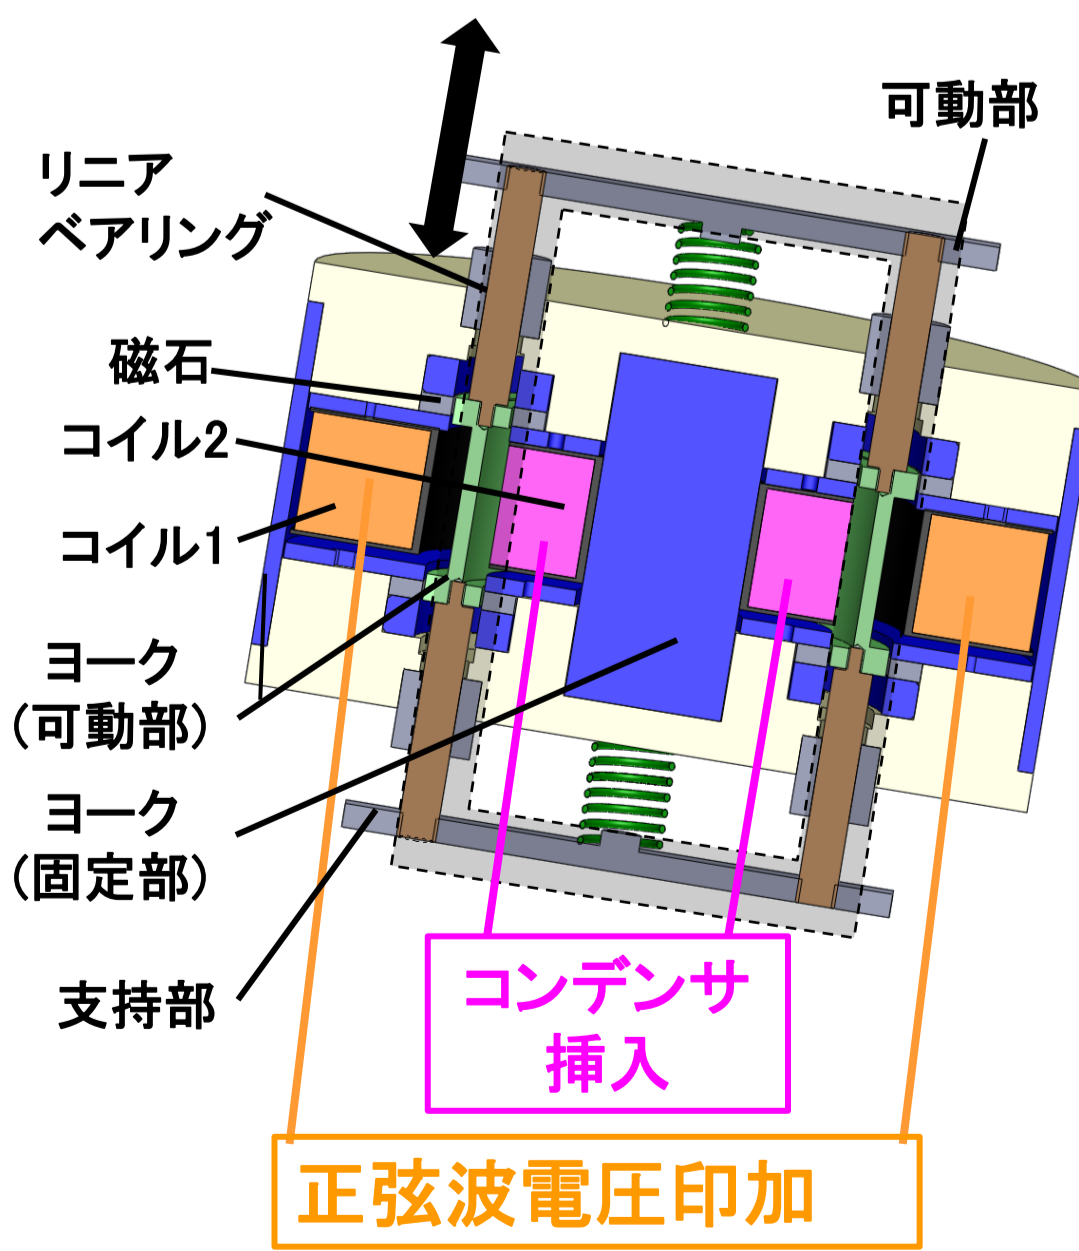 可動部
リニア
ベアリング
磁石
コイル2
コイル1
ヨーク
(可動部)
ヨーク
(固定部)
支持部
コンデンサ
挿入
正弦波電圧印加